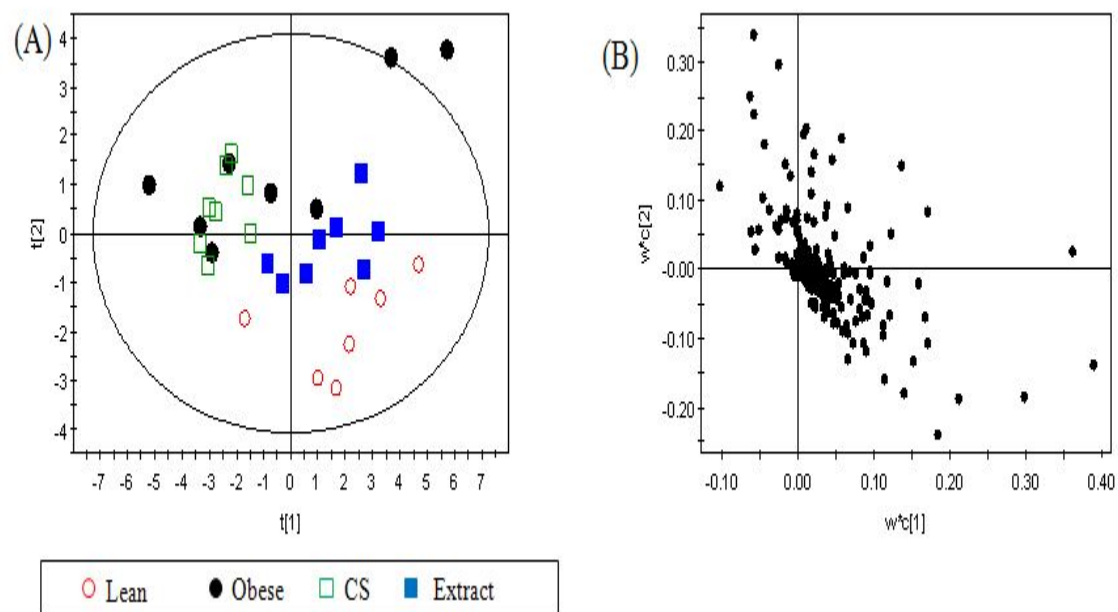 (A)
4
3
2
1
0
-1
-2
-3
-4
t[2]
-7 -6 -5 -4 -3 -2 -1 0 1 2 3 4 5 6 7
t[1]
(B)
0.30
0.20
0.10
-0.00
-0.10
-0.20
w*c[2]
-0.10 0.00 0.10 0.20 0.30 0.40
w*c[1]
Lean Obese CS Extract